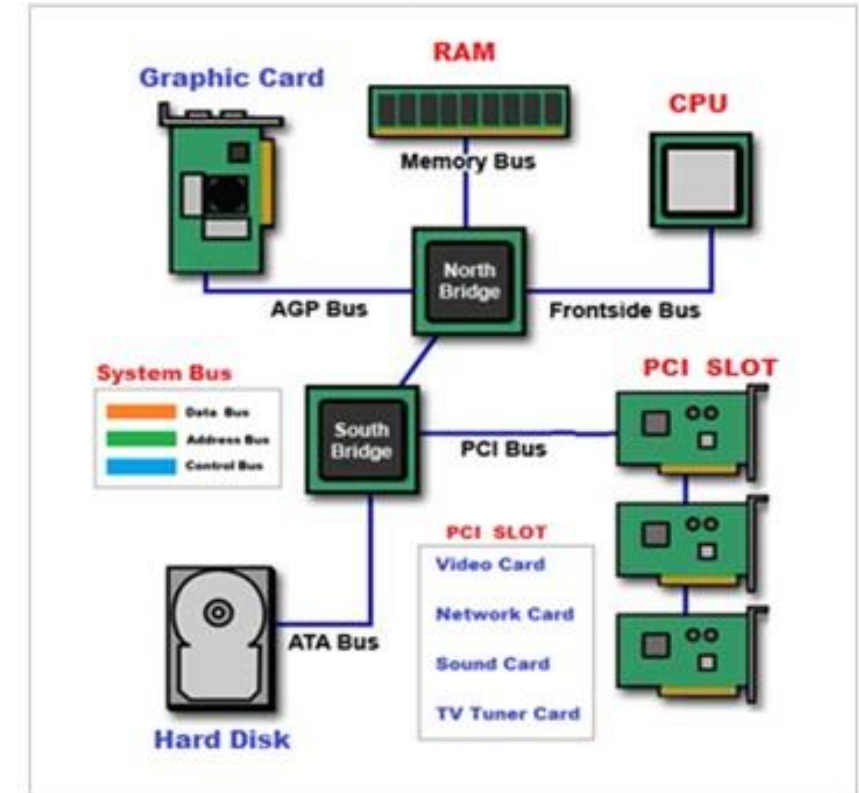 RAM
Graphic Card
CPU
Memory Bus
North
Bridge
AGP Bus
Frontside Bus
System Bus
Data Bus
Address Bus
Control Bus
PCI SLOT
South
Bridge
PCI Bus
PCI SLOT
Video Card
Network Card
Sound Card
TV Tuner Card
ATA Bus
Hard Disk